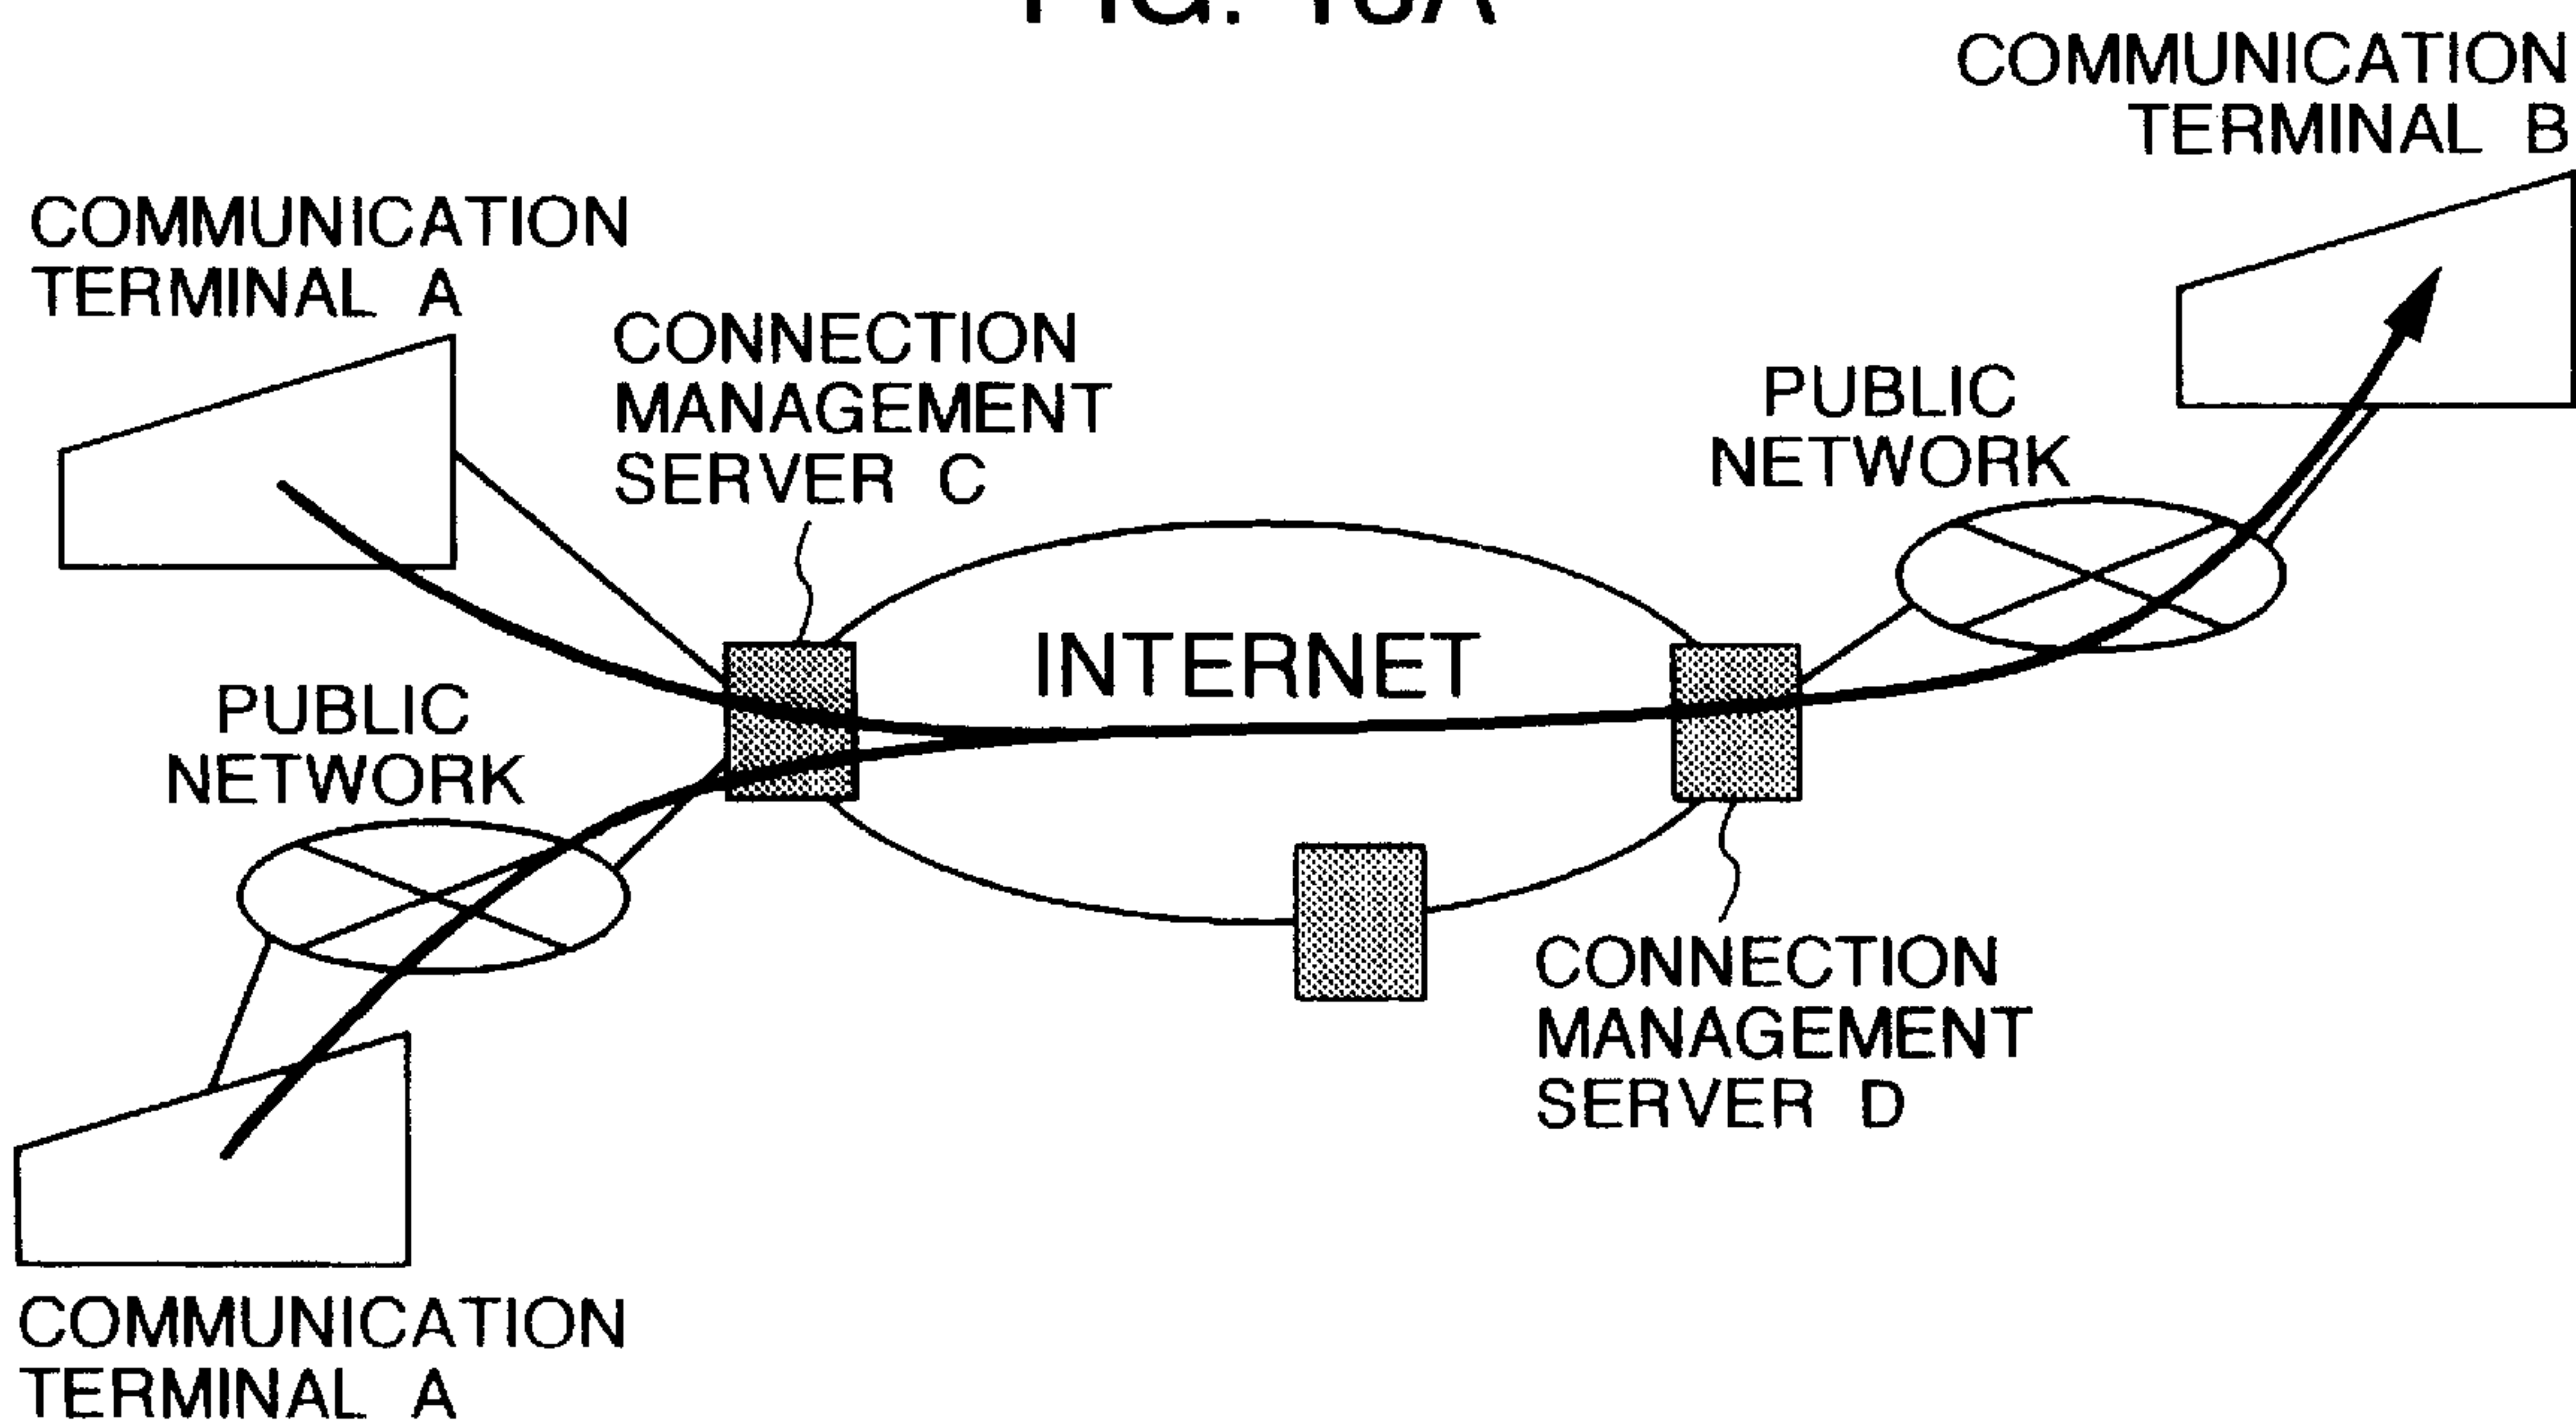 COMMUNICATION
TERMINAL B
COMMUNICATION
TERMINAL A
CONNECTION
MANAGEMENT
SERVER C
PUBLIC
NETWORK
INTERNET
PUBLIC
NETWORK
CONNECTION
MANAGEMENT
SERVER D
COMMUNICATION
TERMINAL A